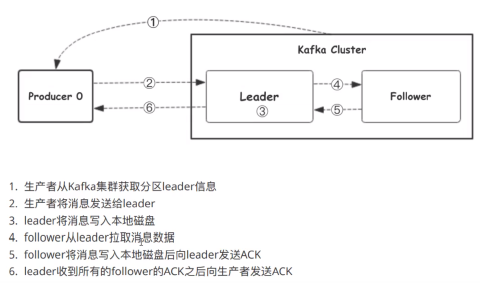 ①
Kafka Cluster
Producer 0
②
⑥
Leader
③
④
⑤
Follower
1. 生产者从Kafka集群获取分区leader信息
2. 生产者将消息发送给leader
3. leader将消息写入本地磁盘
4. follower从leader拉取消息数据
5. follower将消息写入本地磁盘后向leader发送ACK
6. leader收到所有的follower的ACK之后向生产者发送ACK